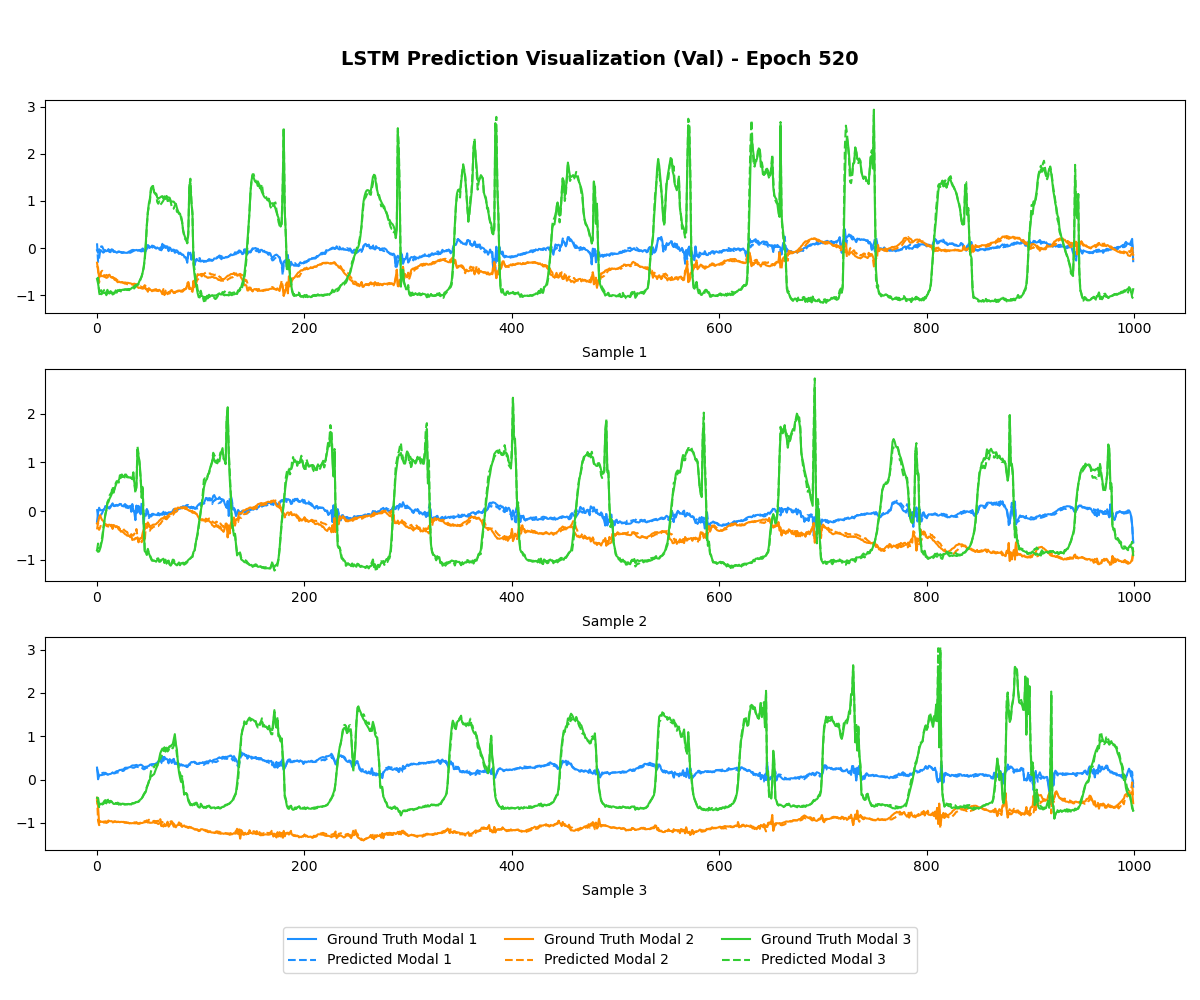 LSTM Prediction Visualization (Val) - Epoch 520
3
2
1
0
−1
0 200 400 600 800 1000
Sample 1
2
1
0
−1
0 200 400 600 800 1000
Sample 2
3
2
1
0
−1
0 200 400 600 800 1000
Sample 3
Ground Truth Modal 1 Ground Truth Modal 2 Ground Truth Modal 3
Predicted Modal 1 Predicted Modal 2 Predicted Modal 3